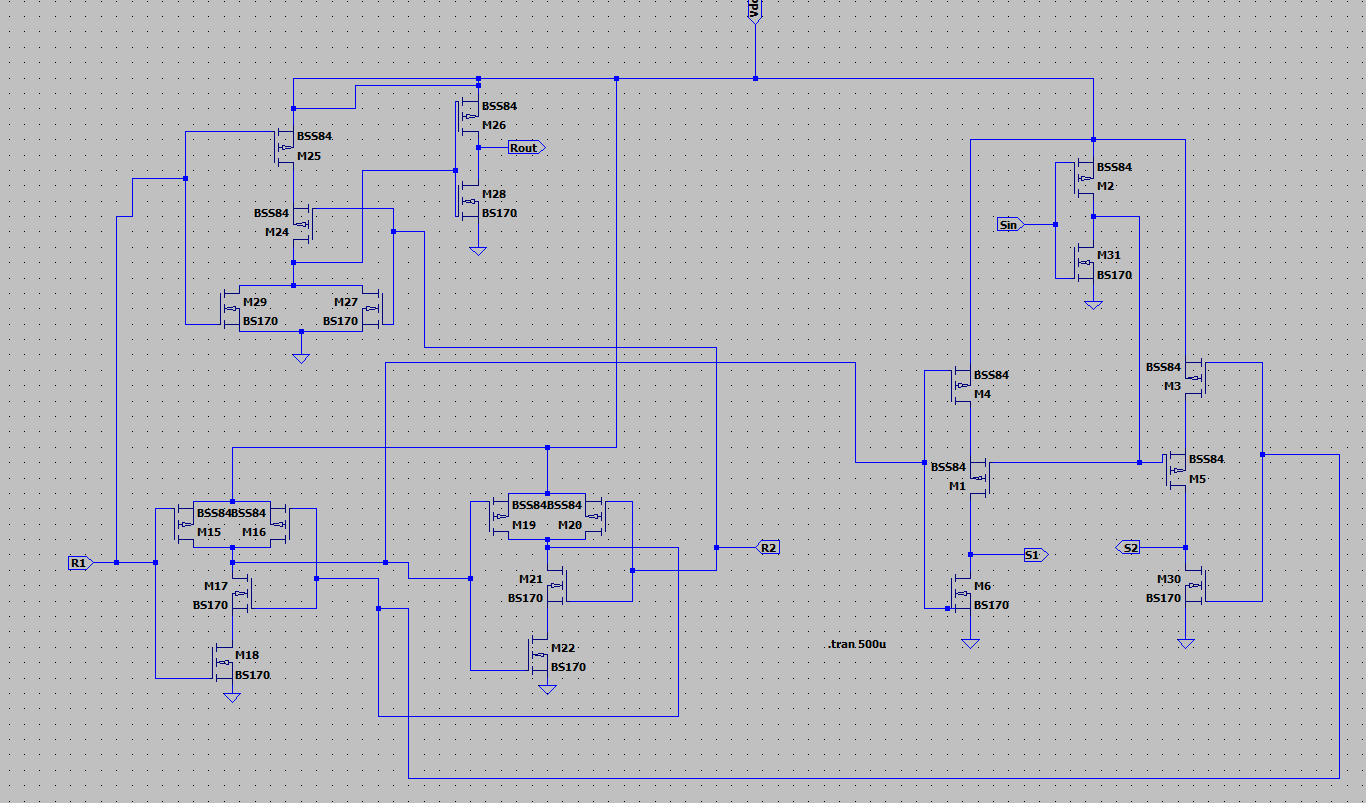 Vdd
BSS84
M26
BSS84
M25
Rout
BSS84
M2
M28
BS170
BSS84
M24
Sin
M31
BS170
M29
BS170
M27
BS170
BSS84
M4
BSS84
M3
BSS84
M1
BSS84
M5
BSS84BSS84
M15 M16
BSS84BSS84
M19 M20
R1
R2
S1
S2
M17
BS170
M21
BS170
M6
BS170
M30
BS170
.tran 500u
M18
BS170
M22
BS170